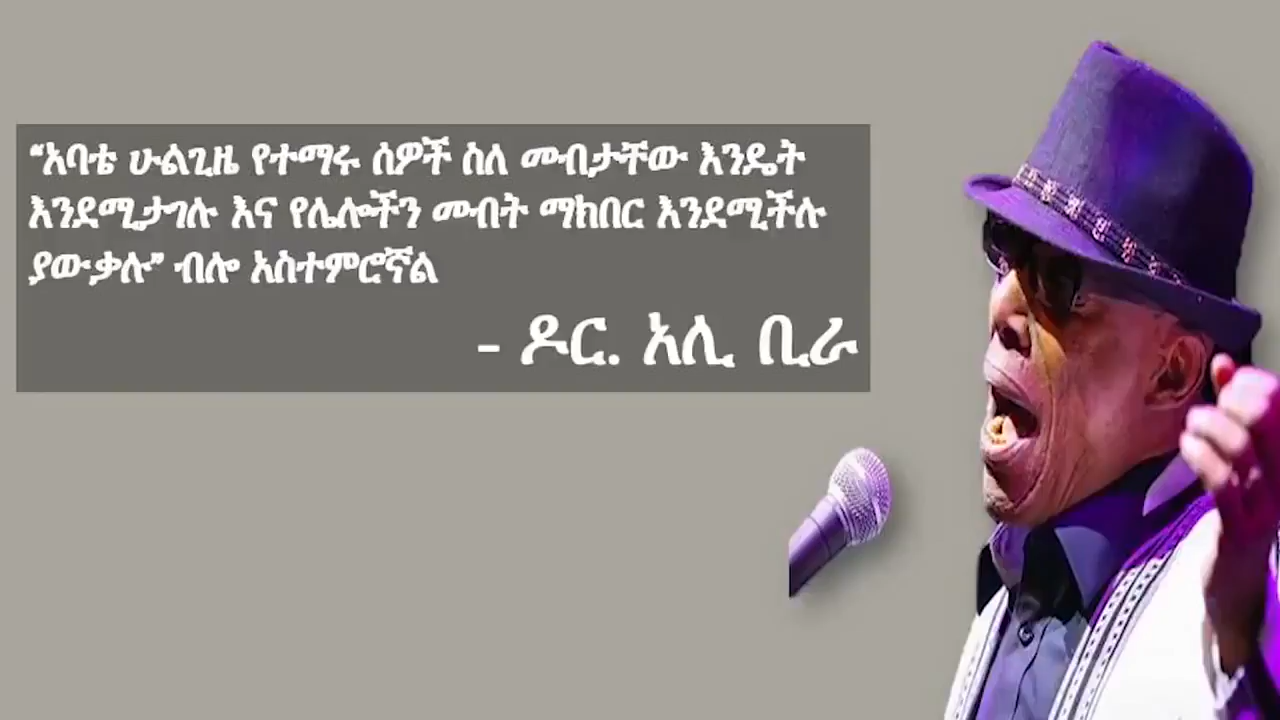 “አባቴ ሁልጊዜ የተማሩ ሰዎች ስለ መብታቸው እንዴት
እንደሚታገሉ እና የሌሎችን መብት ማክበር እንደሚችሉ
ያውቃሉ” ብሎ አስተምሮኛል
- ዶር. አሊ ቢራ